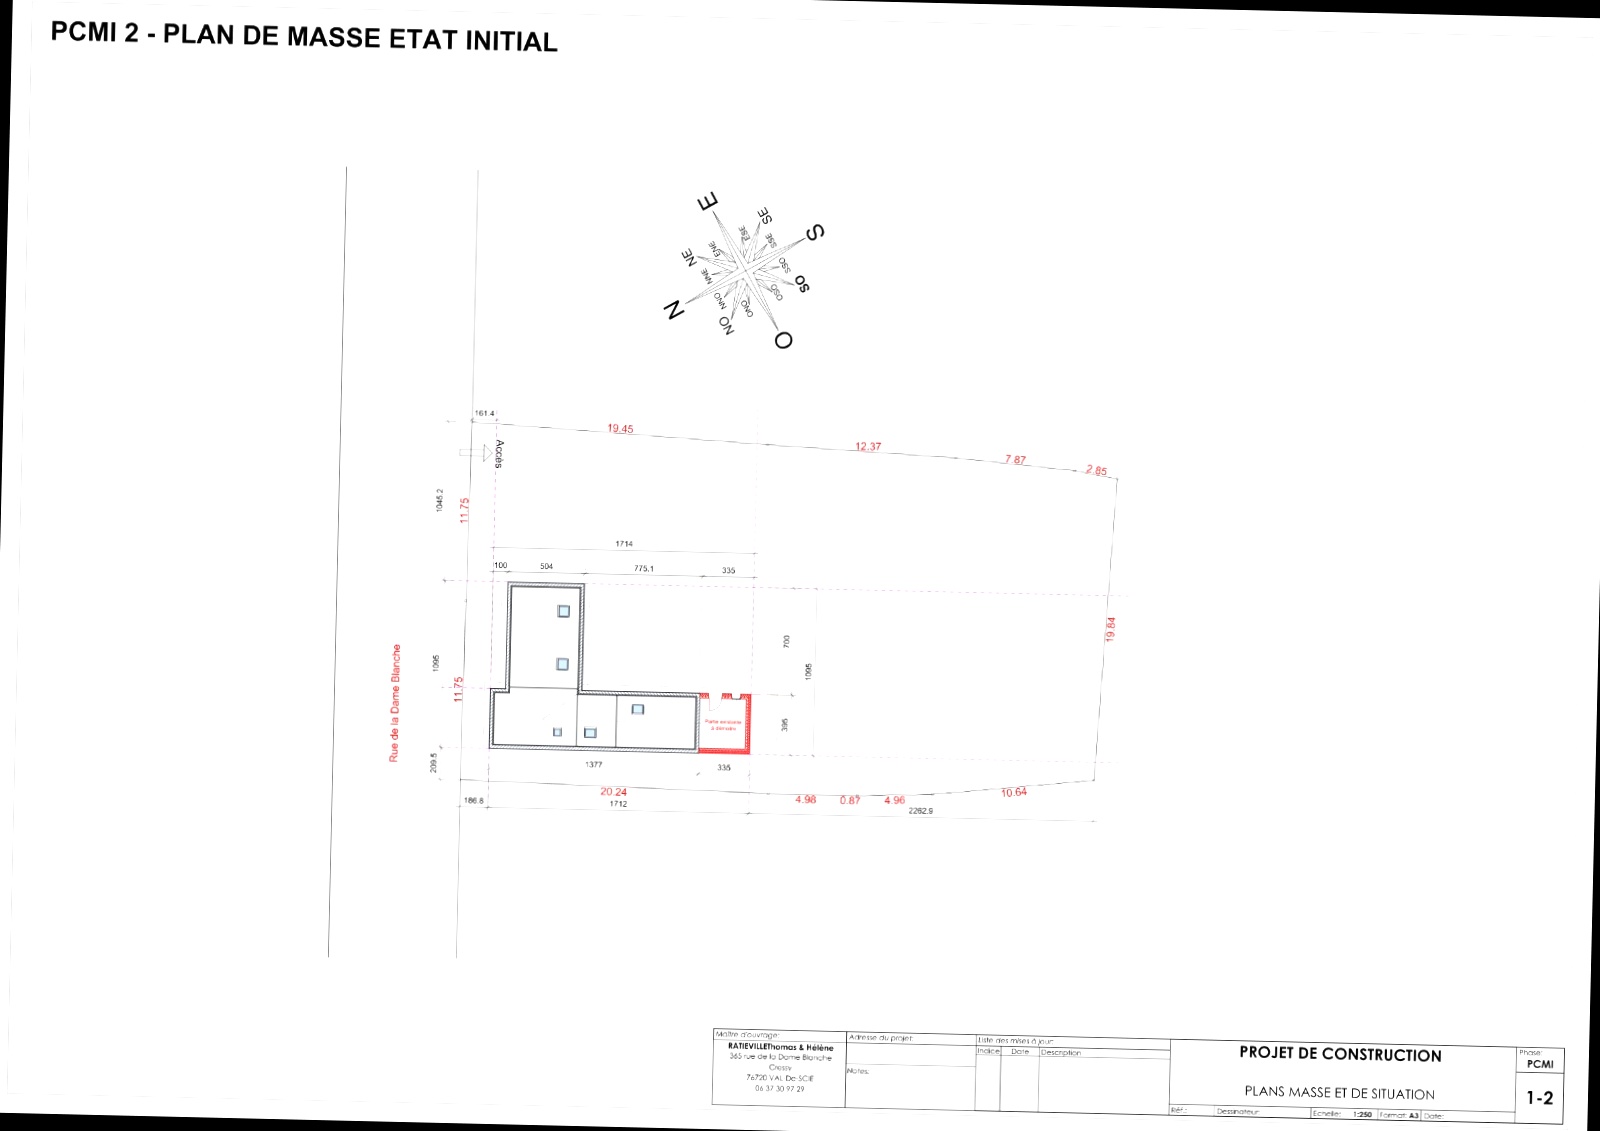 PCMI 2 - PLAN DE MASSE ETAT INITIAL
E
SE
S
ESE
SSE
ENE
NE
SSO
NNE
SO
OSO
N
NNO
ONO
NO
O
161.4
19.45
12.37
7.87
2.85
Accès
1045.2
11.75
1714
100
504
775.1
335
19.84
700
1095
1095
Rue de la Dame Blanche
11.75
395
Partie existante
à démolir
209.5
1377
335
186.8
20.24
1712
4.98
0.87
4.96
10.64
2262.9
Maître d'ouvrage:
RATIEVILLEThomas & Hélène
365 rue de la Dame Blanche
Cressy
76720 VAL-De-SCIE
06 37 30 97 29
Adresse du projet:
Notes:
Liste des mises à jour:
Indice Date Description
PROJET DE CONSTRUCTION
PLANS MASSE ET DE SITUATION
Réf.: Dessinateur: Echelle: 1:250 Format: A3 Date:
Phase:
PCMI
1-2